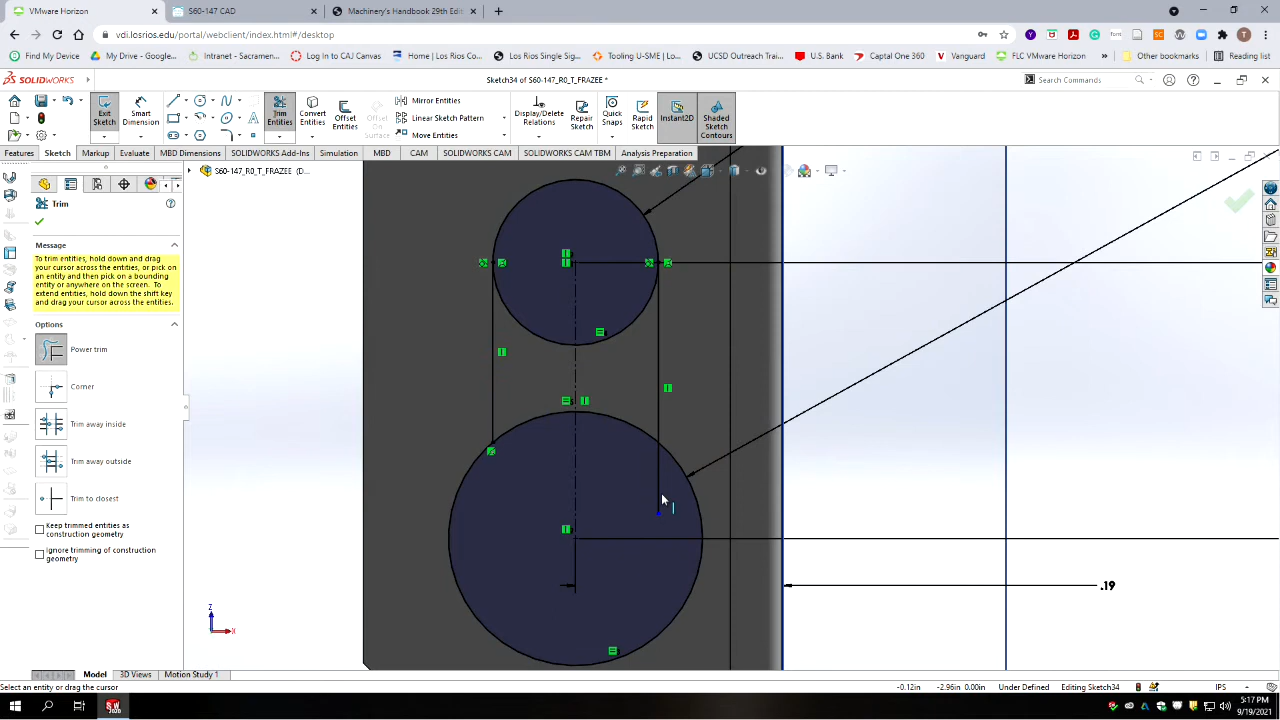 VMware Horizon
S60-147 CAD
Machinery's Handbook 29th Edit
vdi.losrios.edu/portal/webclient/index.html#/desktop
Find My Device
My Drive - Google...
Intranet - Sacramen...
Log In to CAJ Canvas
Home | Los Rios Co...
Los Rios Single Sig...
Tooling U-SME | Lo...
UCSD Outreach Trai...
U.S. Bank
Captal One 360
Vanguard
FLC VMware Horizon
Other bookmarks
Reading list
SOLIDWORKS
Sketch34 of S60-147_R0_T_FRAZEE *
Search Commands
Exit Sketch
Smart Dimension
Trim Entities
Convert Entities
Offset Entities
Offset On Surface
Mirror Entities
Linear Sketch Pattern
Move Entities
Display/Delete Relations
Repair Sketch
Quick Snaps
Rapid Sketch
Instant2D
Shaded Sketch Contours
Features
Sketch
Markup
Evaluate
MBD Dimensions
SOLIDWORKS Add-Ins
Simulation
MBD
CAM
SOLIDWORKS CAM
SOLIDWORKS CAM TBM
Analysis Preparation
S60-147_R0_T_FRAZEE (D...
Trim
Message
To trim entities, hold down and drag
your cursor across the entities, or pick on
an entity and then pick on a bounding
entity or anywhere on the screen. To
extend entities, hold down the shift key
and drag your cursor across the entities.
Options
Power trim
Corner
Trim away inside
Trim away outside
Trim to closest
Keep trimmed entities as
construction geometry
Ignore trimming of construction
geometry
.19
Z
X
Model
3D Views
Motion Study 1
Select an entity or drag the cursor
-0.12in
-2.96in
0.00in
Under Defined
Editing Sketch34
IPS
5:17 PM
9/19/2021